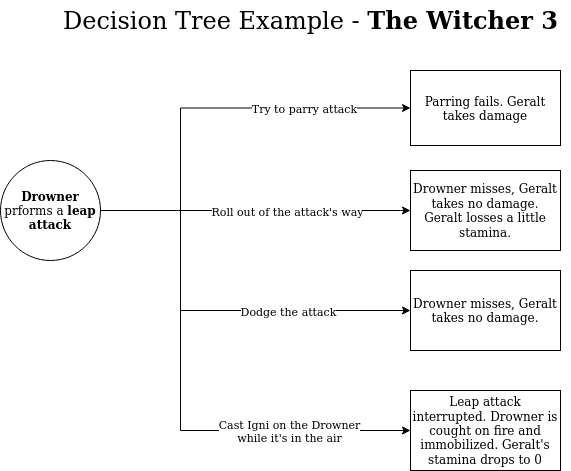 Decision Tree Example - The Witcher 3
Drowner
prforms a leap
attack
Try to parry attack
Parring fails. Geralt
takes damage
Roll out of the attack's way
Drowner misses, Geralt
takes no damage.
Geralt losses a little
stamina.
Dodge the attack
Drowner misses, Geralt
takes no damage.
Cast Igni on the Drowner
while it's in the air
Leap attack
interrupted. Drowner is
cought on fire and
immobilized. Geralt's
stamina drops to 0